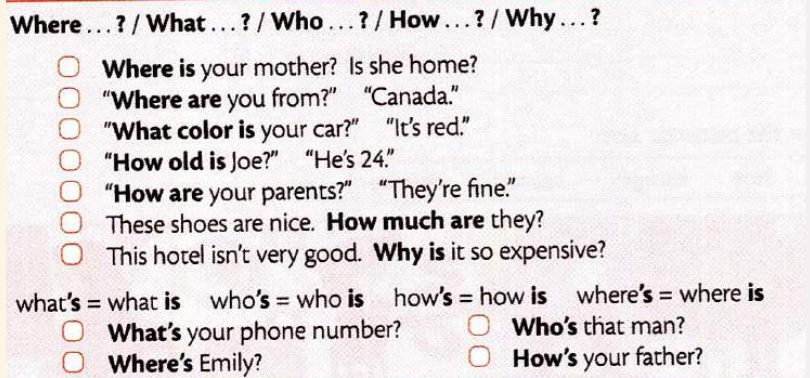 Where...? / What...? / Who...? / How...? / Why...?
Where is your mother? Is she home?
"Where are you from?" "Canada."
"What color is your car?" "It's red."
"How old is Joe?" "He's 24."
"How are your parents?" "They're fine."
These shoes are nice. How much are they?
This hotel isn't very good. Why is it so expensive?
what's = what is who's = who is how's = how is where's = where is
What's your phone number? Who's that man?
Where's Emily? How's your father?